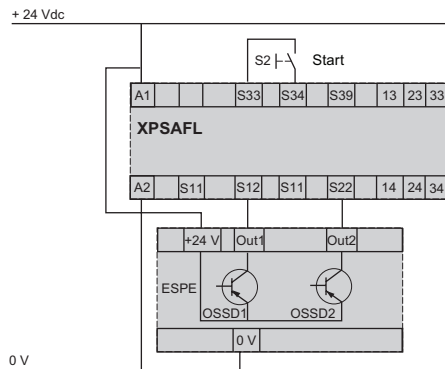 + 24 Vdc
S2 Start
A1 S33 S34 S39 13 23 33
XPSAFL
A2 S11 S12 S11 S22 14 24 34
+24 V Out1 Out2
ESPE
OSSD1 OSSD2
0 V
0 V